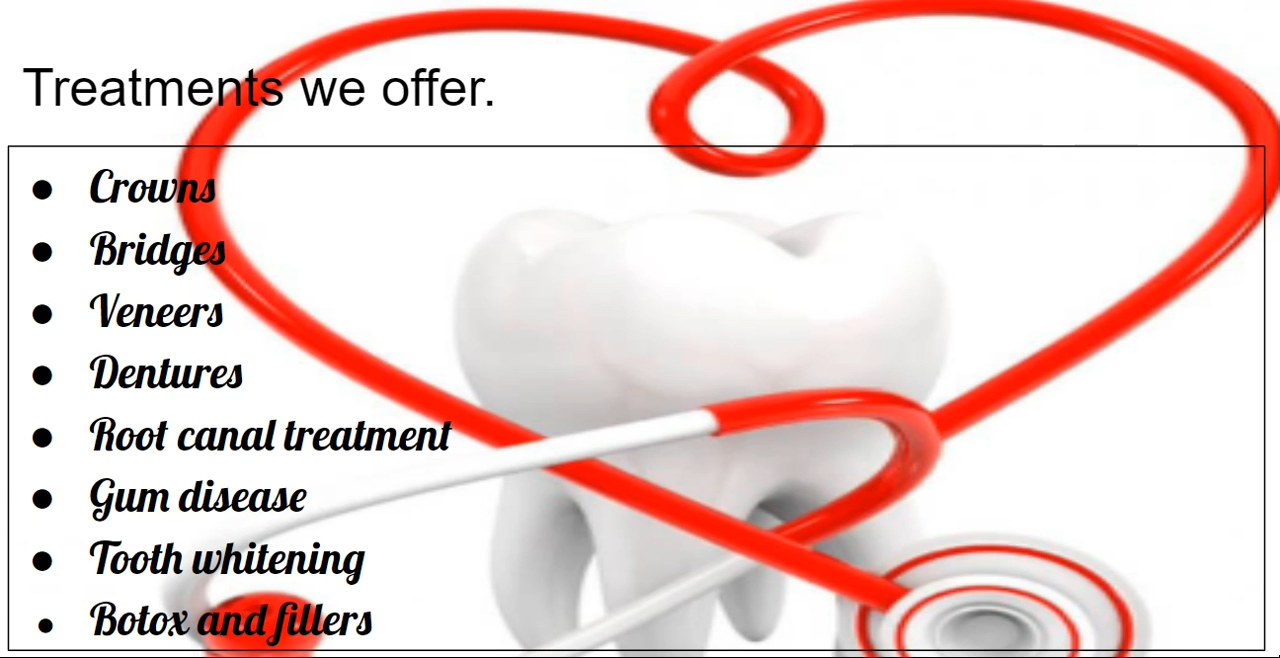 Treatments we offer.
● Crowns
● Bridges
● Veneers
● Dentures
● Root canal treatment
● Gum disease
● Tooth whitening
● Botox and fillers